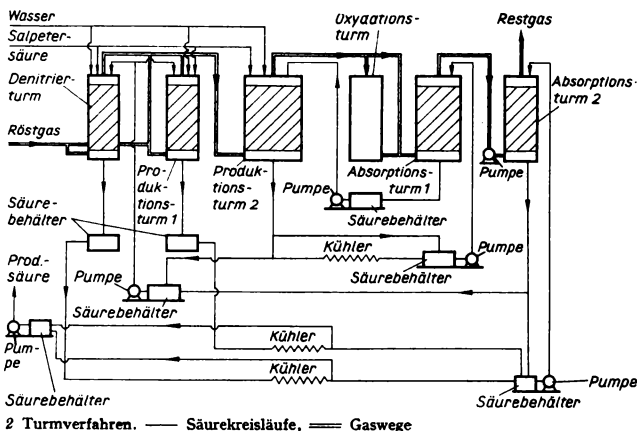 Wasser
Salpeter-
säure
Denitrier-
turm
Röstgas
Oxydations-
turm
Restgas
Absorptions-
turm 2
Pro-
duk-
tions-
turm 1
Produk-
tions-
turm 2
Absorptions-
turm 1
Pumpe
Pumpe
Säurebehälter
Säure-
behälter
Kühler
Pumpe
Säurebehälter
Prod.-
säure
Pumpe
Säurebehälter
Kühler
Pum-
pe
Kühler
Säurebehälter
Pumpe
Säurebehälter
2 Turmverfahren. —— Säurekreisläufe, ═══ Gaswege